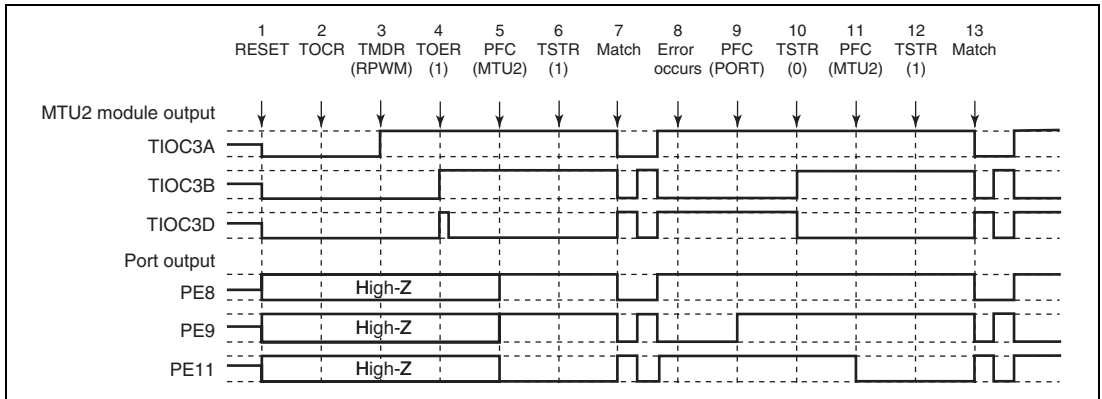 1 2 3 4 5 6 7 8 9 10 11 12 13
RESET TOCR TMDR TOER PFC TSTR Match Error PFC TSTR PFC TSTR Match
(RPWM) (1) (MTU2) (1) occurs (PORT) (0) (MTU2) (1)
MTU2 module output
TIOC3A
TIOC3B
TIOC3D
Port output
PE8 High-Z
PE9 High-Z
PE11 High-Z